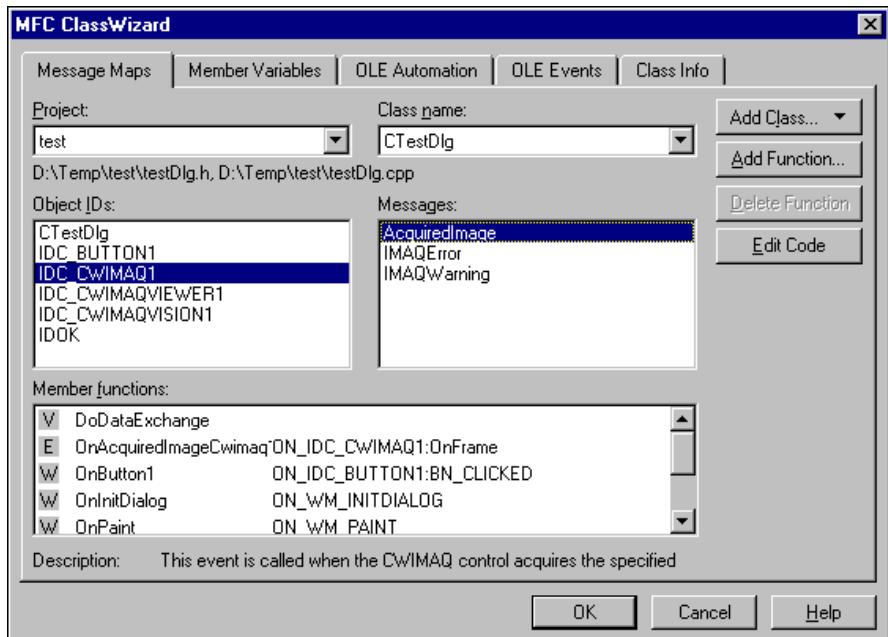 MFC ClassWizard
Message Maps Member Variables OLE Automation OLE Events Class Info
Project: Class name:
test CTestDlg
Add Class...
D:\Temp\test\testDlg.h, D:\Temp\test\testDlg.cpp
Add Function...
Object IDs: Messages:
Delete Function
CTestDlg
IDC_BUTTON1
IDC_CWIMAQ1
IDC_CWIMAQVIEWER1
IDC_CWIMAQVISION1
IDOK
AcquiredImage
IMAQError
IMAQWarning
Edit Code
Member functions:
V DoDataExchange
E OnAcquiredImageCwimaq ON_IDC_CWIMAQ1:OnFrame
W OnButton1 ON_IDC_BUTTON1:BN_CLICKED
W OnInitDialog ON_WM_INITDIALOG
W OnPaint ON_WM_PAINT
Description: This event is called when the CWIMAQ control acquires the specified
OK Cancel Help